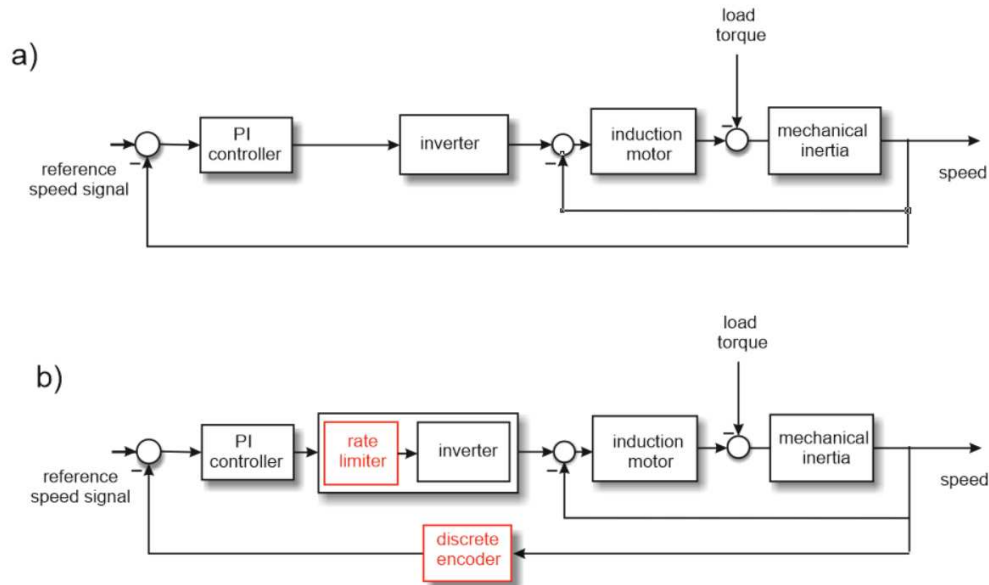 a)
load
torque
PI
controller
inverter
induction
motor
mechanical
inertia
reference
speed signal
speed
b)
load
torque
PI
controller
rate
limiter
inverter
induction
motor
mechanical
inertia
reference
speed signal
speed
discrete
encoder